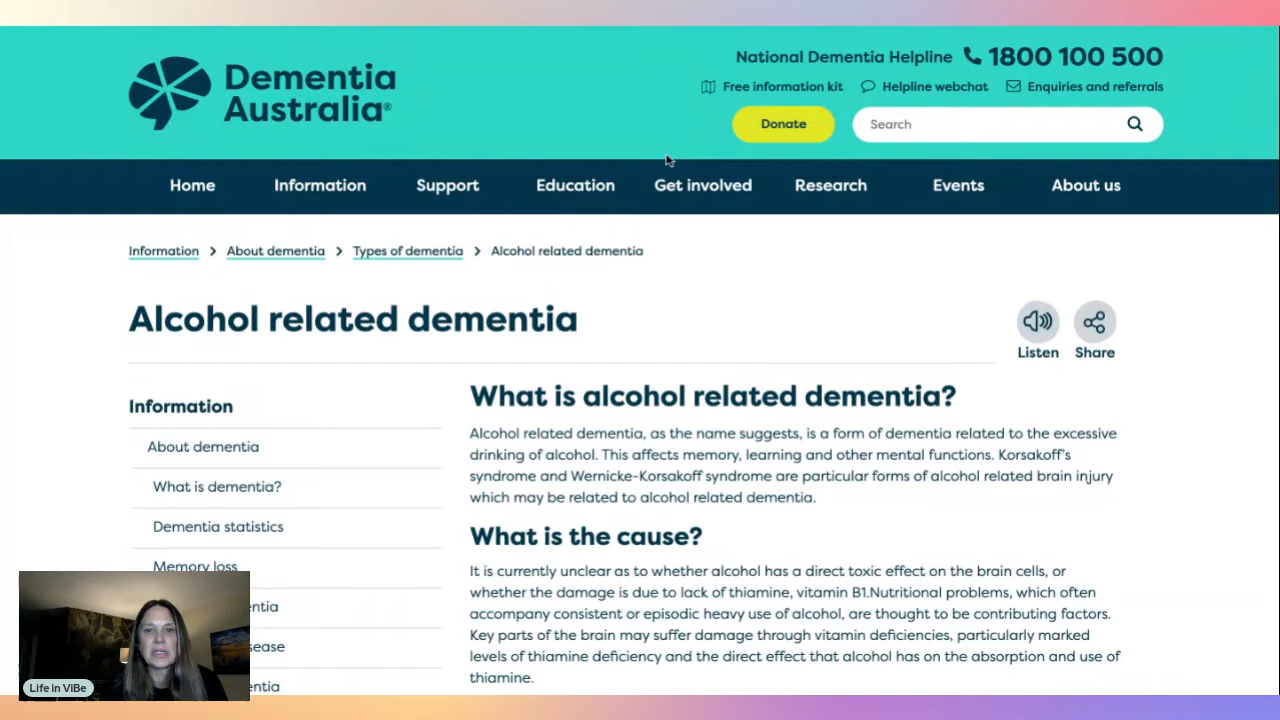 Dementia
Australia®
National Dementia Helpline 1800 100 500
Free information kit Helpline webchat Enquiries and referrals
Donate Search
Home Information Support Education Get involved Research Events About us
Information > About dementia > Types of dementia > Alcohol related dementia
Alcohol related dementia
Listen Share
Information
About dementia
What is dementia?
Dementia statistics
Memory loss
ntia
sease
entia
What is alcohol related dementia?
Alcohol related dementia, as the name suggests, is a form of dementia related to the excessive
drinking of alcohol. This affects memory, learning and other mental functions. Korsakoff's
syndrome and Wernicke-Korsakoff syndrome are particular forms of alcohol related brain injury
which may be related to alcohol related dementia.
What is the cause?
It is currently unclear as to whether alcohol has a direct toxic effect on the brain cells, or
whether the damage is due to lack of thiamine, vitamin B1.Nutritional problems, which often
accompany consistent or episodic heavy use of alcohol, are thought to be contributing factors.
Key parts of the brain may suffer damage through vitamin deficiencies, particularly marked
levels of thiamine deficiency and the direct effect that alcohol has on the absorption and use of
thiamine.
Life in ViBe